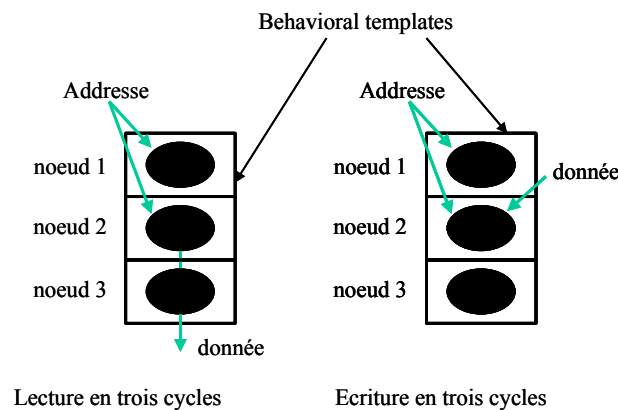 Behavioral templates
Addresse
Addresse
noeud 1
noeud 1
donnée
noeud 2
noeud 2
noeud 3
noeud 3
donnée
Lecture en trois cycles
Ecriture en trois cycles